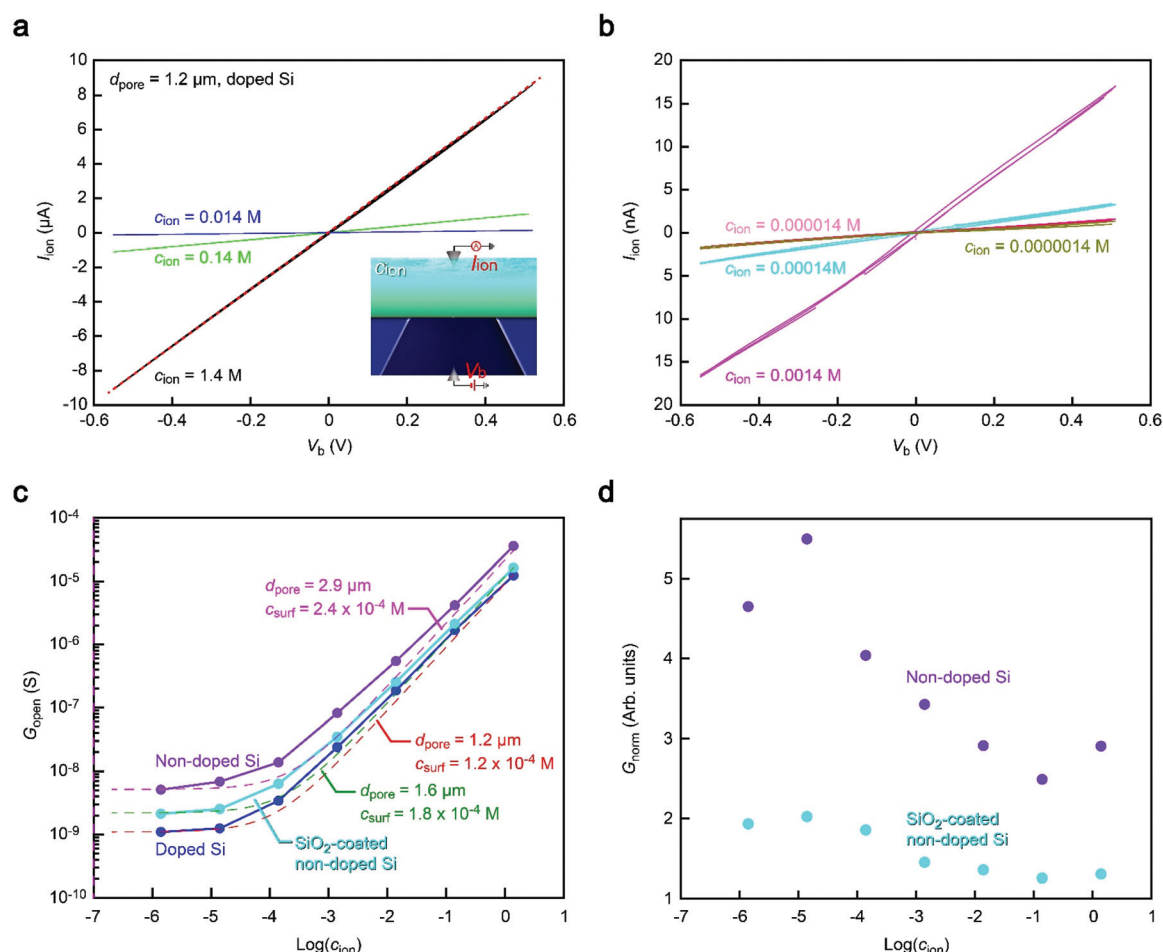 a
10
8
6
4
2
0
-2
-4
-6
-8
-10
I_ion (µA)
d_pore = 1.2 µm, doped Si
c_ion = 0.014 M
c_ion = 0.14 M
c_ion = 1.4 M
c_ion
I_ion
A
V_b
-0.6 -0.4 -0.2 0 0.2 0.4 0.6
V_b (V)
b
20
15
10
5
0
5
10
15
20
I_ion (nA)
c_ion = 0.000014 M
c_ion = 0.00014M
c_ion = 0.0000014 M
c_ion = 0.0014 M
-0.6 -0.4 -0.2 0 0.2 0.4 0.6
V_b (V)
c
10^-4
10^-5
10^-6
10^-7
10^-8
10^-9
10^-10
G_open (S)
d_pore = 2.9 µm
c_surf = 2.4 x 10^-4 M
d_pore = 1.2 µm
c_surf = 1.2 x 10^-4 M
Non-doped Si
d_pore = 1.6 µm
c_surf = 1.8 x 10^-4 M
SiO2-coated
non-doped Si
Doped Si
-7 -6 -5 -4 -3 -2 -1 0 1
Log(c_ion)
d
5
4
3
2
1
G_norm (Arb. units)
Non-doped Si
SiO2-coated
non-doped Si
-7 -6 -5 -4 -3 -2 -1 0 1
Log(c_ion)